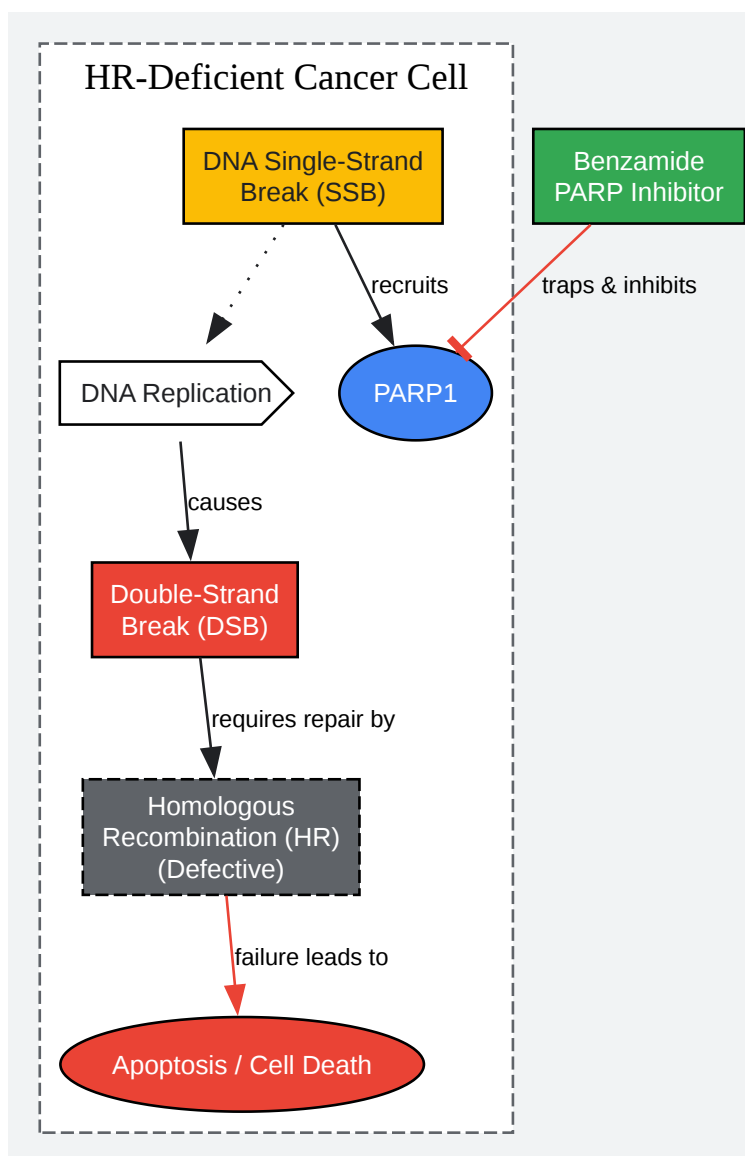 HR-Deficient Cancer Cell
DNA Single-Strand
Break (SSB)
Benzamide
PARP Inhibitor
recruits
traps & inhibits
DNA Replication
PARP1
causes
Double-Strand
Break (DSB)
requires repair by
Homologous
Recombination (HR)
(Defective)
failure leads to
Apoptosis / Cell Death